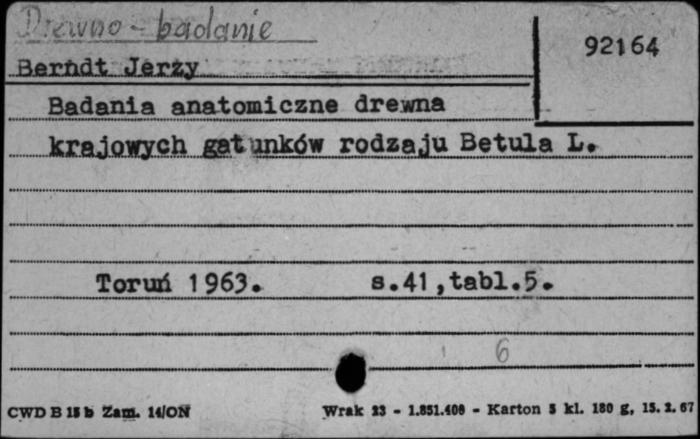 Drewno - badanie
92164
Berndt Jerzy
Badania anatomiczne drewna
krajowych gatunków rodzaju Betula L.
Toruń 1963. s.41,tabl.5.
6
CWD B 15 b Zam. 14/ON Wrak 23 - 1.851.400 - Karton 5 kl. 180 g, 15. 2. 67